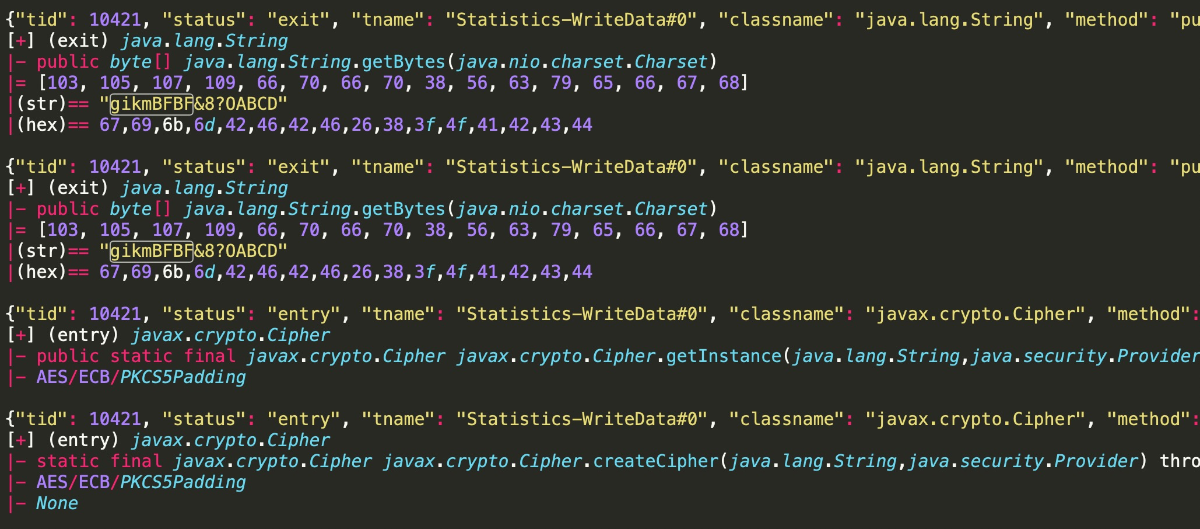 {"tid": 10421, "status": "exit", "tname": "Statistics-WriteData#0", "classname": "java.lang.String", "method": "pu
[+] (exit) java.lang.String
|- public byte[] java.lang.String.getBytes(java.nio.charset.Charset)
|= [103, 105, 107, 109, 66, 70, 66, 70, 38, 56, 63, 79, 65, 66, 67, 68]
|(str)== "gikmBFBF&8?OABCD"
|(hex)== 67,69,6b,6d,42,46,42,46,26,38,3f,4f,41,42,43,44
{"tid": 10421, "status": "exit", "tname": "Statistics-WriteData#0", "classname": "java.lang.String", "method": "pu
[+] (exit) java.lang.String
|- public byte[] java.lang.String.getBytes(java.nio.charset.Charset)
|= [103, 105, 107, 109, 66, 70, 66, 70, 38, 56, 63, 79, 65, 66, 67, 68]
|(str)== "gikmBFBF&8?OABCD"
|(hex)== 67,69,6b,6d,42,46,42,46,26,38,3f,4f,41,42,43,44
{"tid": 10421, "status": "entry", "tname": "Statistics-WriteData#0", "classname": "javax.crypto.Cipher", "method":
[+] (entry) javax.crypto.Cipher
|- public static final javax.crypto.Cipher javax.crypto.Cipher.getInstance(java.lang.String,java.security.Provider
|- AES/ECB/PKCS5Padding
{"tid": 10421, "status": "entry", "tname": "Statistics-WriteData#0", "classname": "javax.crypto.Cipher", "method":
[+] (entry) javax.crypto.Cipher
|- static final javax.crypto.Cipher javax.crypto.Cipher.createCipher(java.lang.String,java.security.Provider) thro
|- AES/ECB/PKCS5Padding
|- None